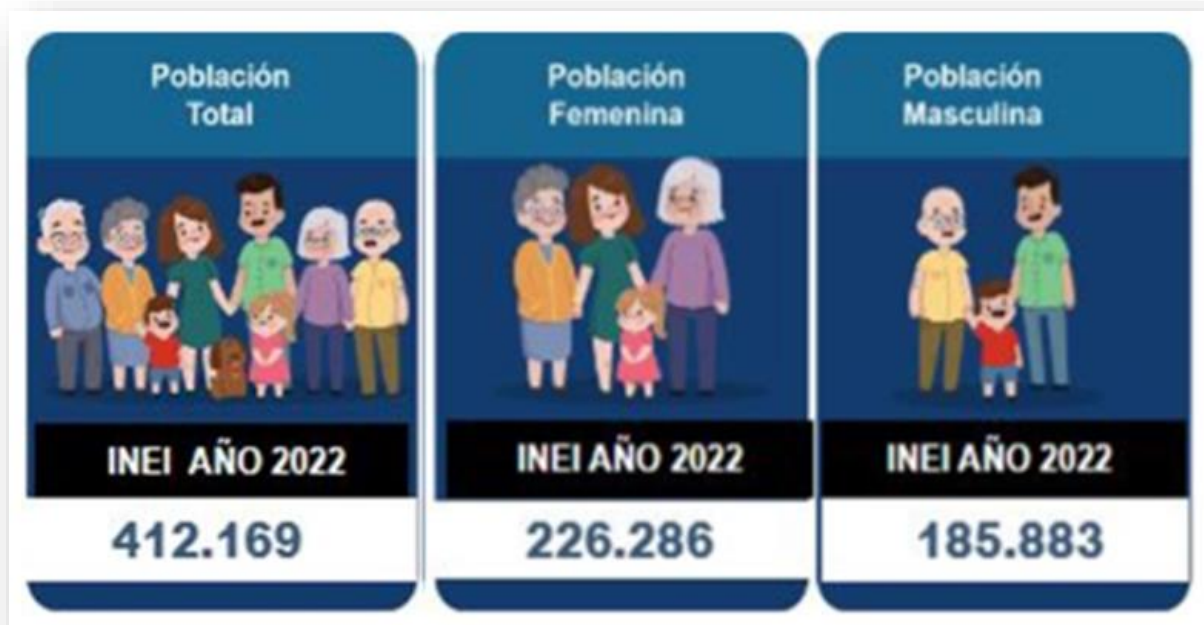 Población
Total
INEI AÑO 2022
412.169
Población
Femenina
INEI AÑO 2022
226.286
Población
Masculina
INEI AÑO 2022
185.883